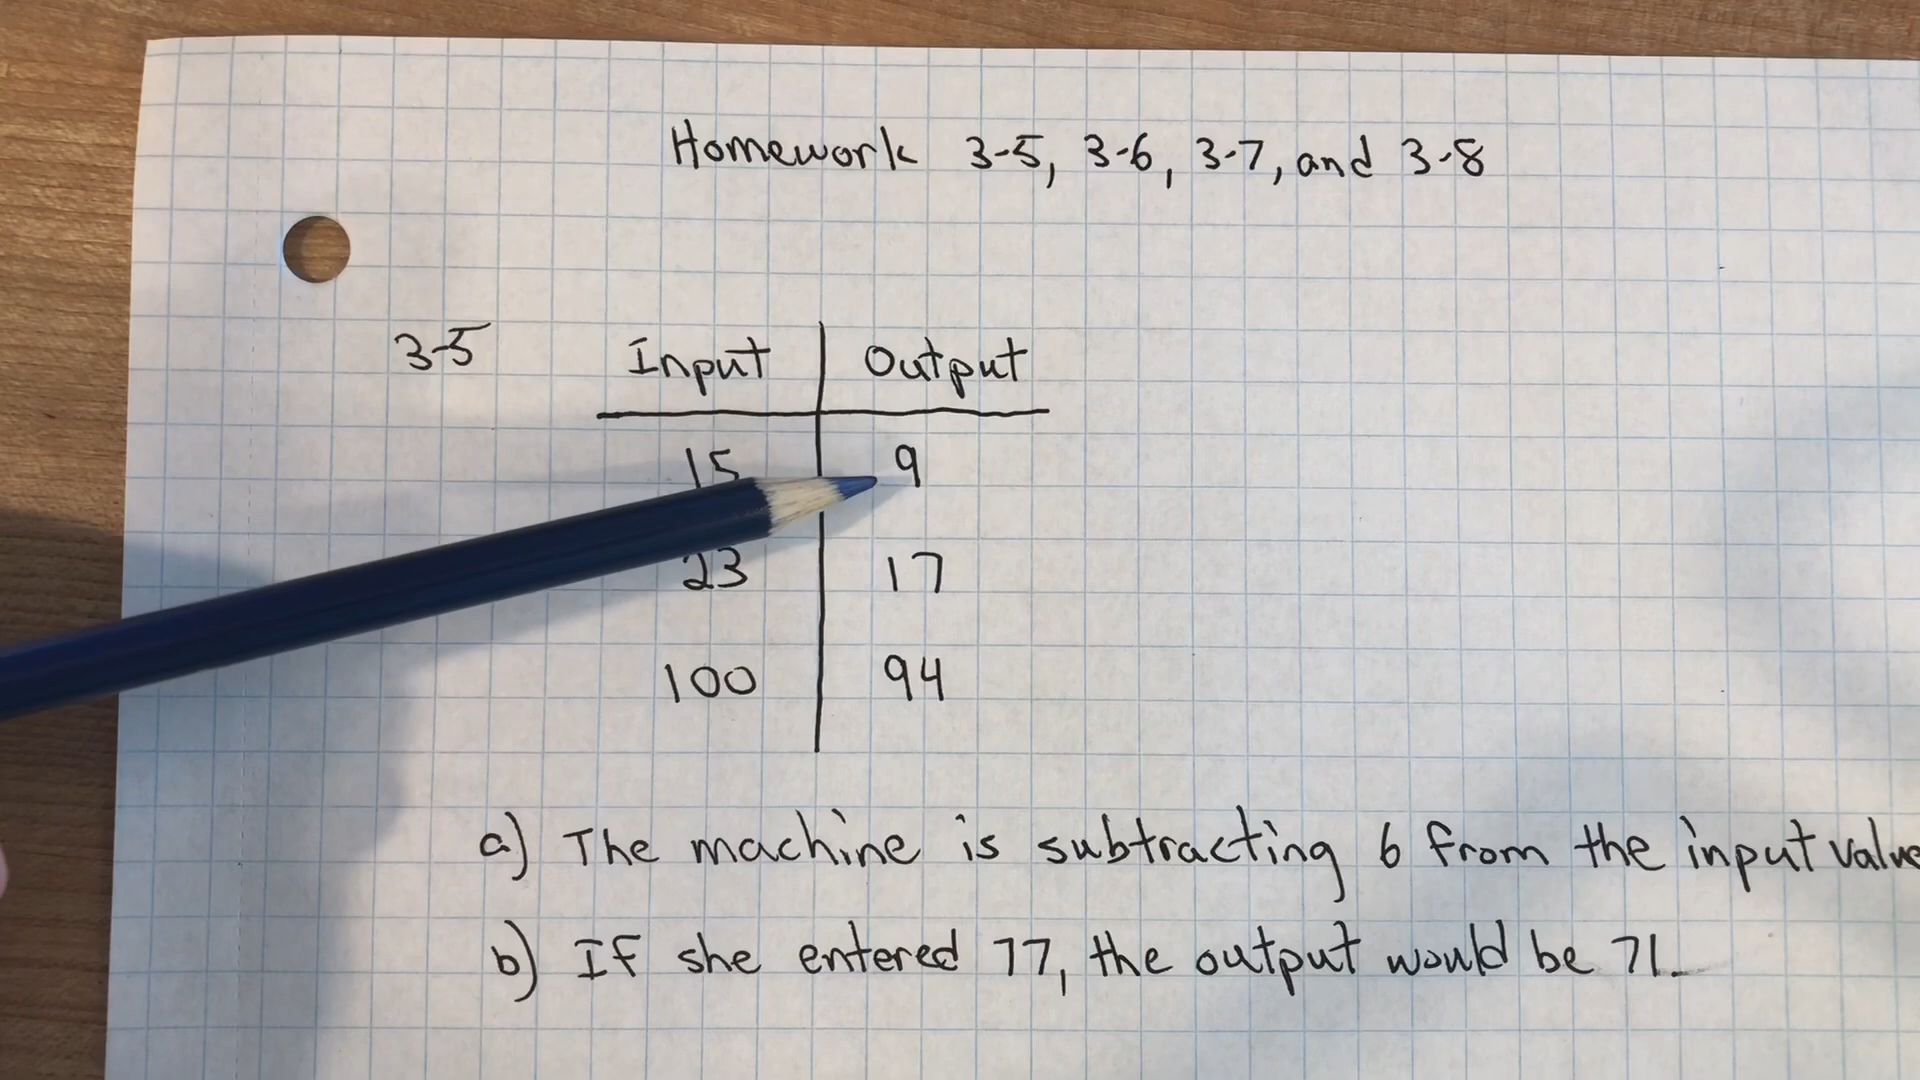 Homework 3-5, 3-6, 3-7, and 3-8
3-5 Input Output
15 9
23 17
100 94
a) The machine is subtracting 6 from the input value
b) If she entered 77, the output would be 71.